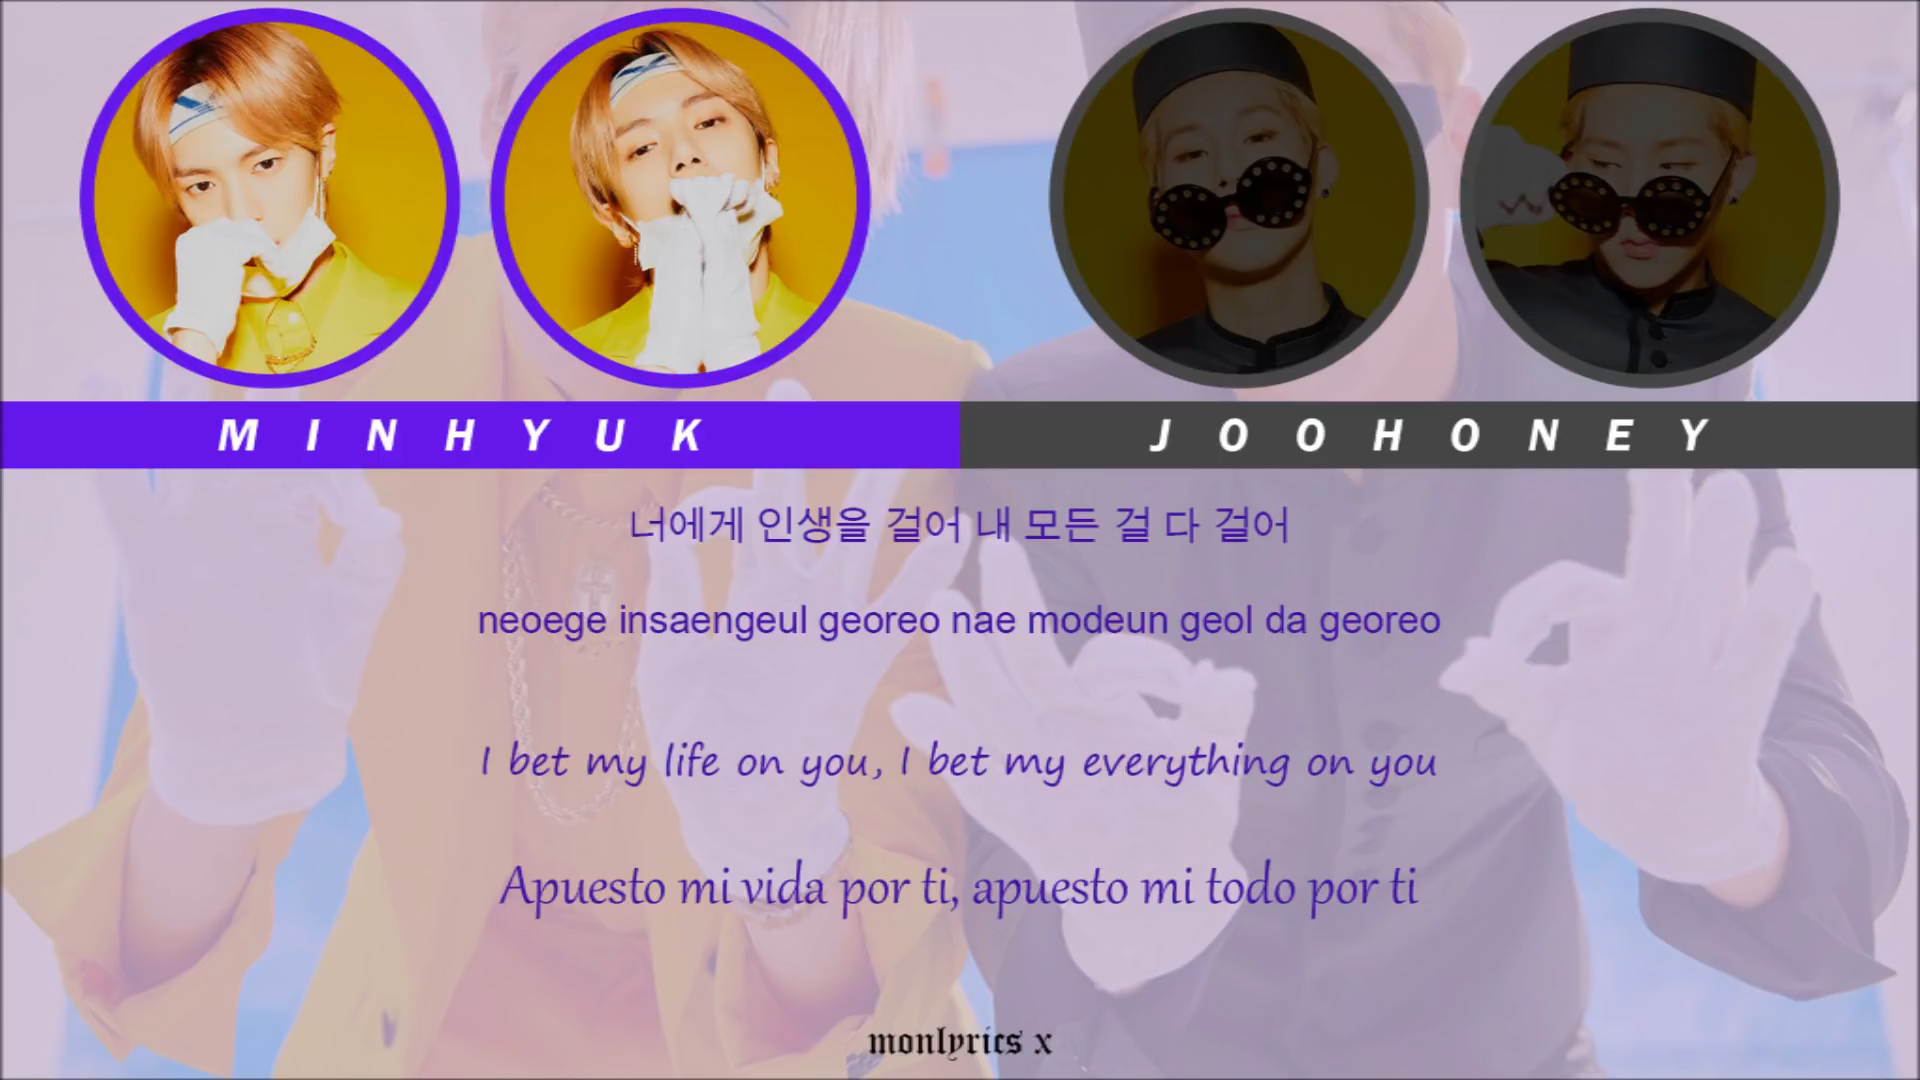 MINHYUK
JOOHONEY
너에게 인생을 걸어 내 모든 걸 다 걸어
neoege insaengeul georeo nae modeun geol da georeo
I bet my life on you, I bet my everything on you
Apuesto mi vida por ti, apuesto mi todo por ti
monlyrics x